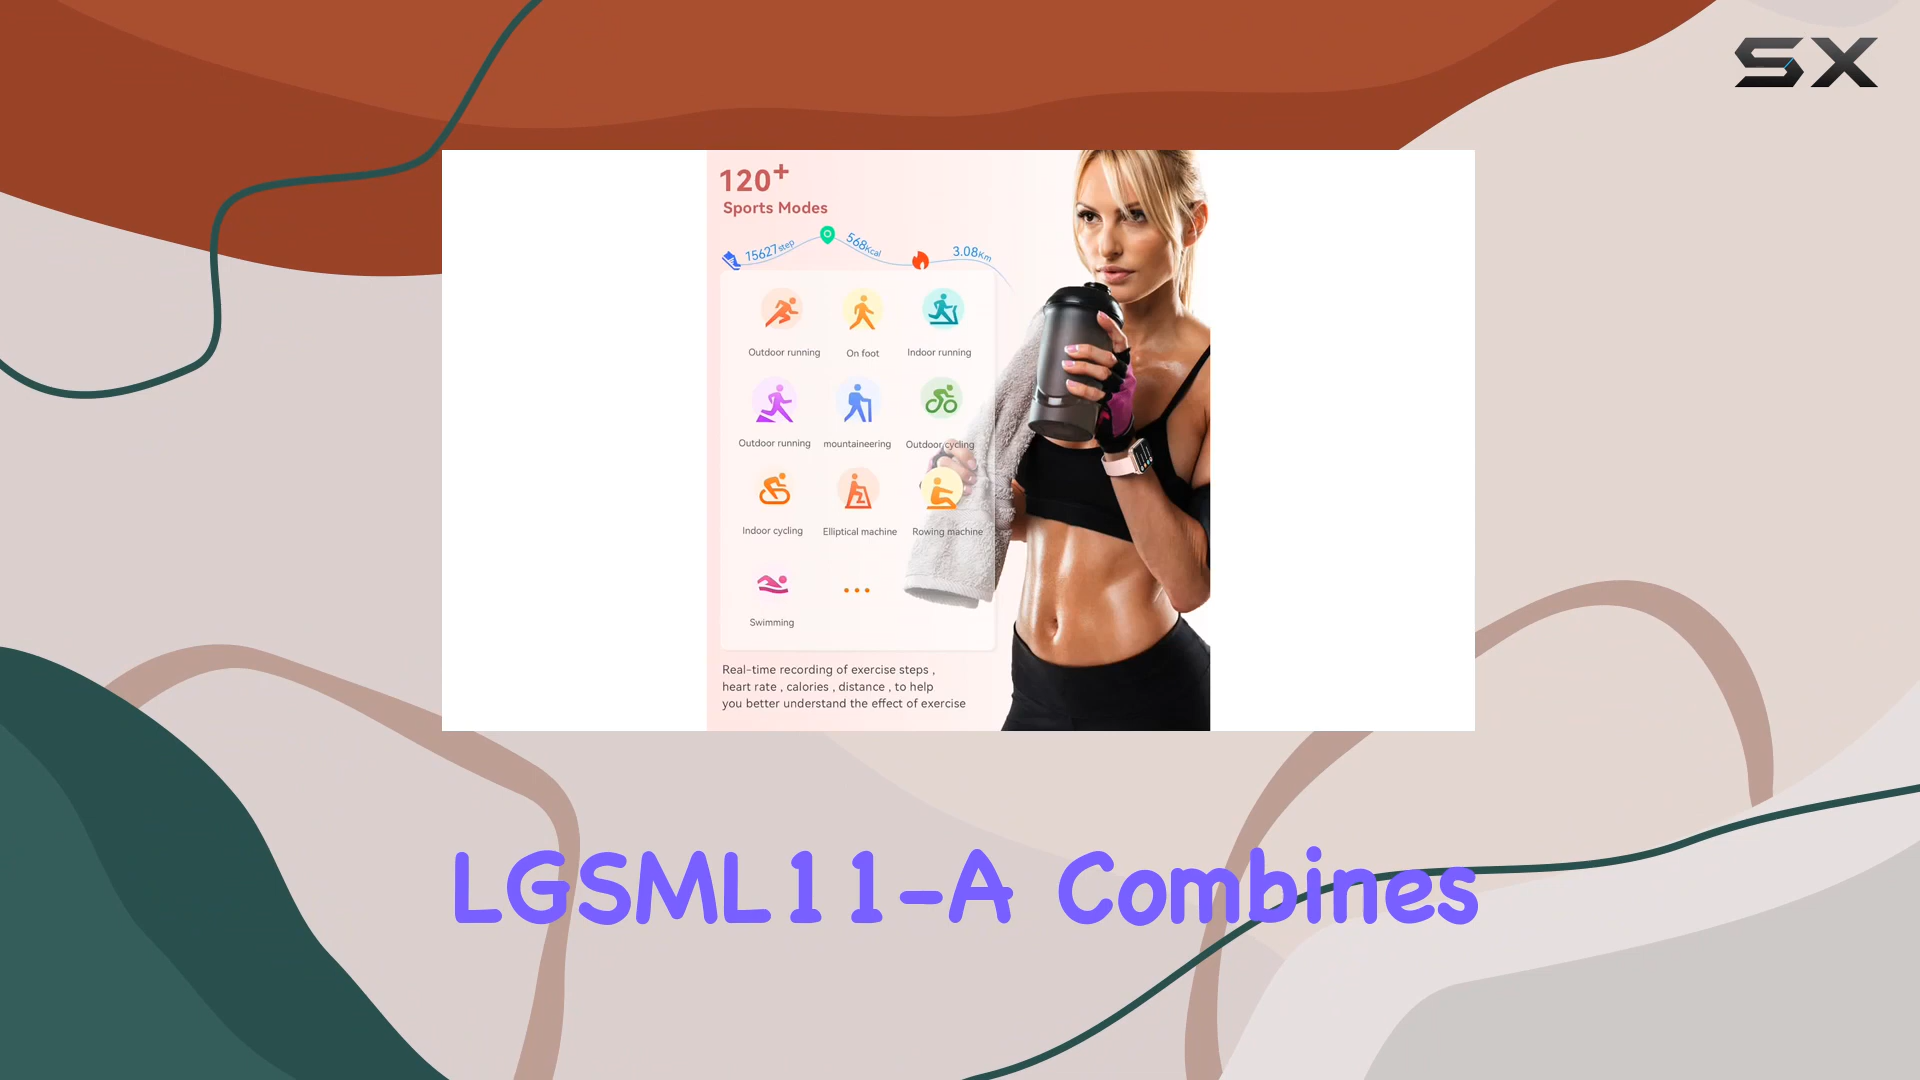 SX
120+
Sports Modes
15627step
568Kcal
3.08Km
Outdoor running
On foot
Indoor running
Outdoor running
mountaineering
Outdoor cycling
Indoor cycling
Elliptical machine
Rowing machine
Swimming
Real-time recording of exercise steps ,
heart rate , calories , distance , to help
you better understand the effect of exercise
LGSML11-A Combines